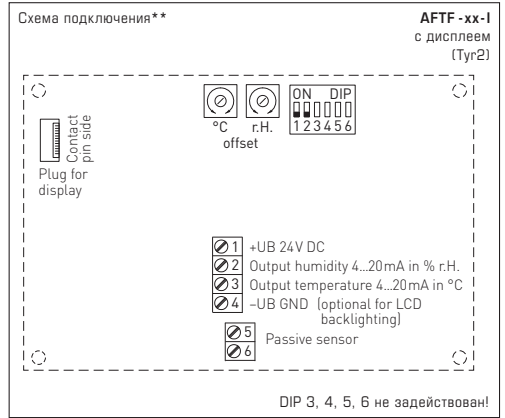 Схема подключения**
AFTF-xx-I
с дисплеем
(Tyr2)
ON DIP
1 2 3 4 5 6
°C r.H.
offset
Contact
pin side
Plug for
display
1 +UB 24V DC
2 Output humidity 4...20mA in % r.H.
3 Output temperature 4...20mA in °C
4 –UB GND (optional for LCD
backlighting)
5
Passive sensor
6
DIP 3, 4, 5, 6 не задействован!